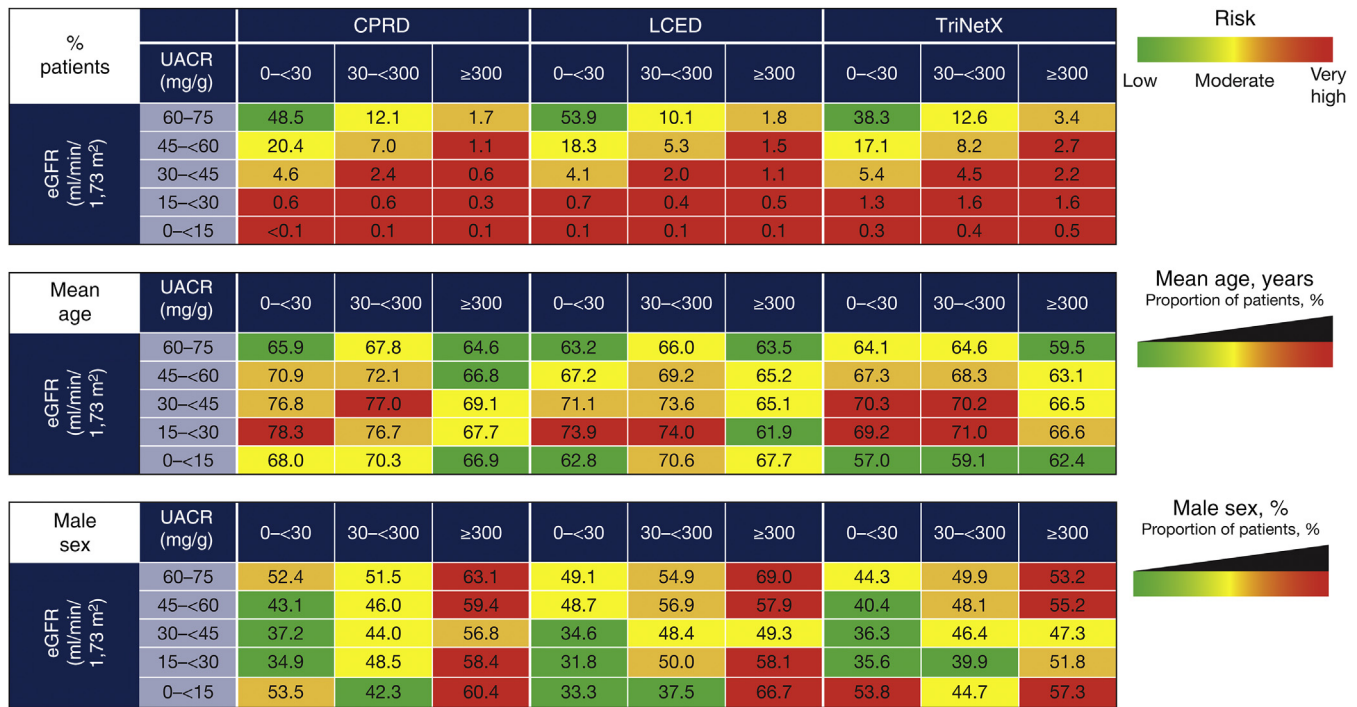 % patients CPRD LCED TriNetX
UACR (mg/g) 0–<30 30–<300 ≥300 0–<30 30–<300 ≥300 0–<30 30–<300 ≥300
eGFR (ml/min/ 1,73 m²)
60–75 48.5 12.1 1.7 53.9 10.1 1.8 38.3 12.6 3.4
45–<60 20.4 7.0 1.1 18.3 5.3 1.5 17.1 8.2 2.7
30–<45 4.6 2.4 0.6 4.1 2.0 1.1 5.4 4.5 2.2
15–<30 0.6 0.6 0.3 0.7 0.4 0.5 1.3 1.6 1.6
0–<15 <0.1 0.1 0.1 0.1 0.1 0.1 0.3 0.4 0.5
Risk
Low Moderate Very high
Mean age UACR (mg/g) 0–<30 30–<300 ≥300 0–<30 30–<300 ≥300 0–<30 30–<300 ≥300
eGFR (ml/min/ 1,73 m²)
60–75 65.9 67.8 64.6 63.2 66.0 63.5 64.1 64.6 59.5
45–<60 70.9 72.1 66.8 67.2 69.2 65.2 67.3 68.3 63.1
30–<45 76.8 77.0 69.1 71.1 73.6 65.1 70.3 70.2 66.5
15–<30 78.3 76.7 67.7 73.9 74.0 61.9 69.2 71.0 66.6
0–<15 68.0 70.3 66.9 62.8 70.6 67.7 57.0 59.1 62.4
Mean age, years
Proportion of patients, %
Male sex UACR (mg/g) 0–<30 30–<300 ≥300 0–<30 30–<300 ≥300 0–<30 30–<300 ≥300
eGFR (ml/min/ 1,73 m²)
60–75 52.4 51.5 63.1 49.1 54.9 69.0 44.3 49.9 53.2
45–<60 43.1 46.0 59.4 48.7 56.9 57.9 40.4 48.1 55.2
30–<45 37.2 44.0 56.8 34.6 48.4 49.3 36.3 46.4 47.3
15–<30 34.9 48.5 58.4 31.8 50.0 58.1 35.6 39.9 51.8
0–<15 53.5 42.3 60.4 33.3 37.5 66.7 53.8 44.7 57.3
Male sex, %
Proportion of patients, %